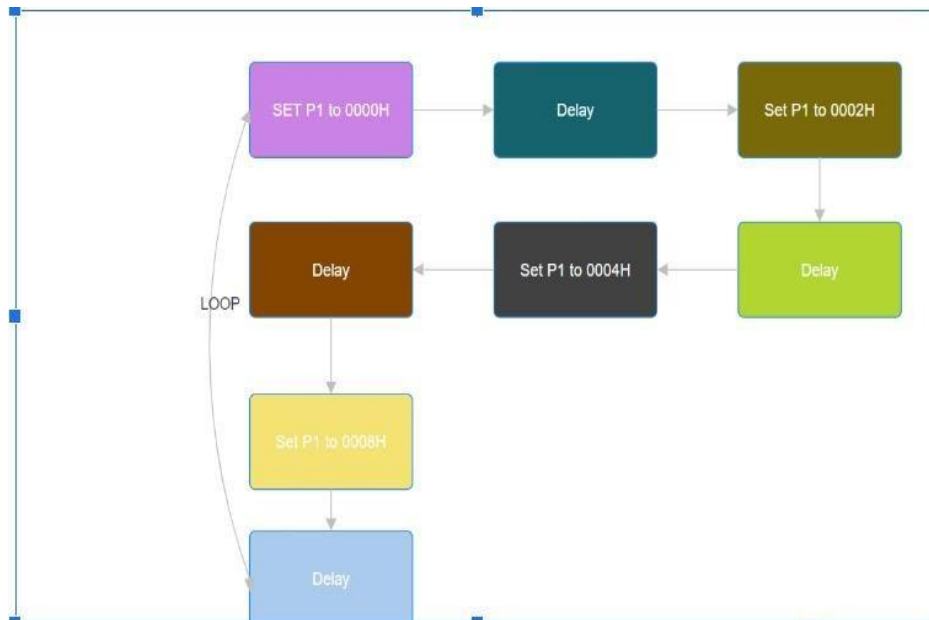 SET P1 to 0000H
Delay
Set P1 to 0002H
Delay
Set P1 to 0004H
Delay
LOOP
Set P1 to 0008H
Delay